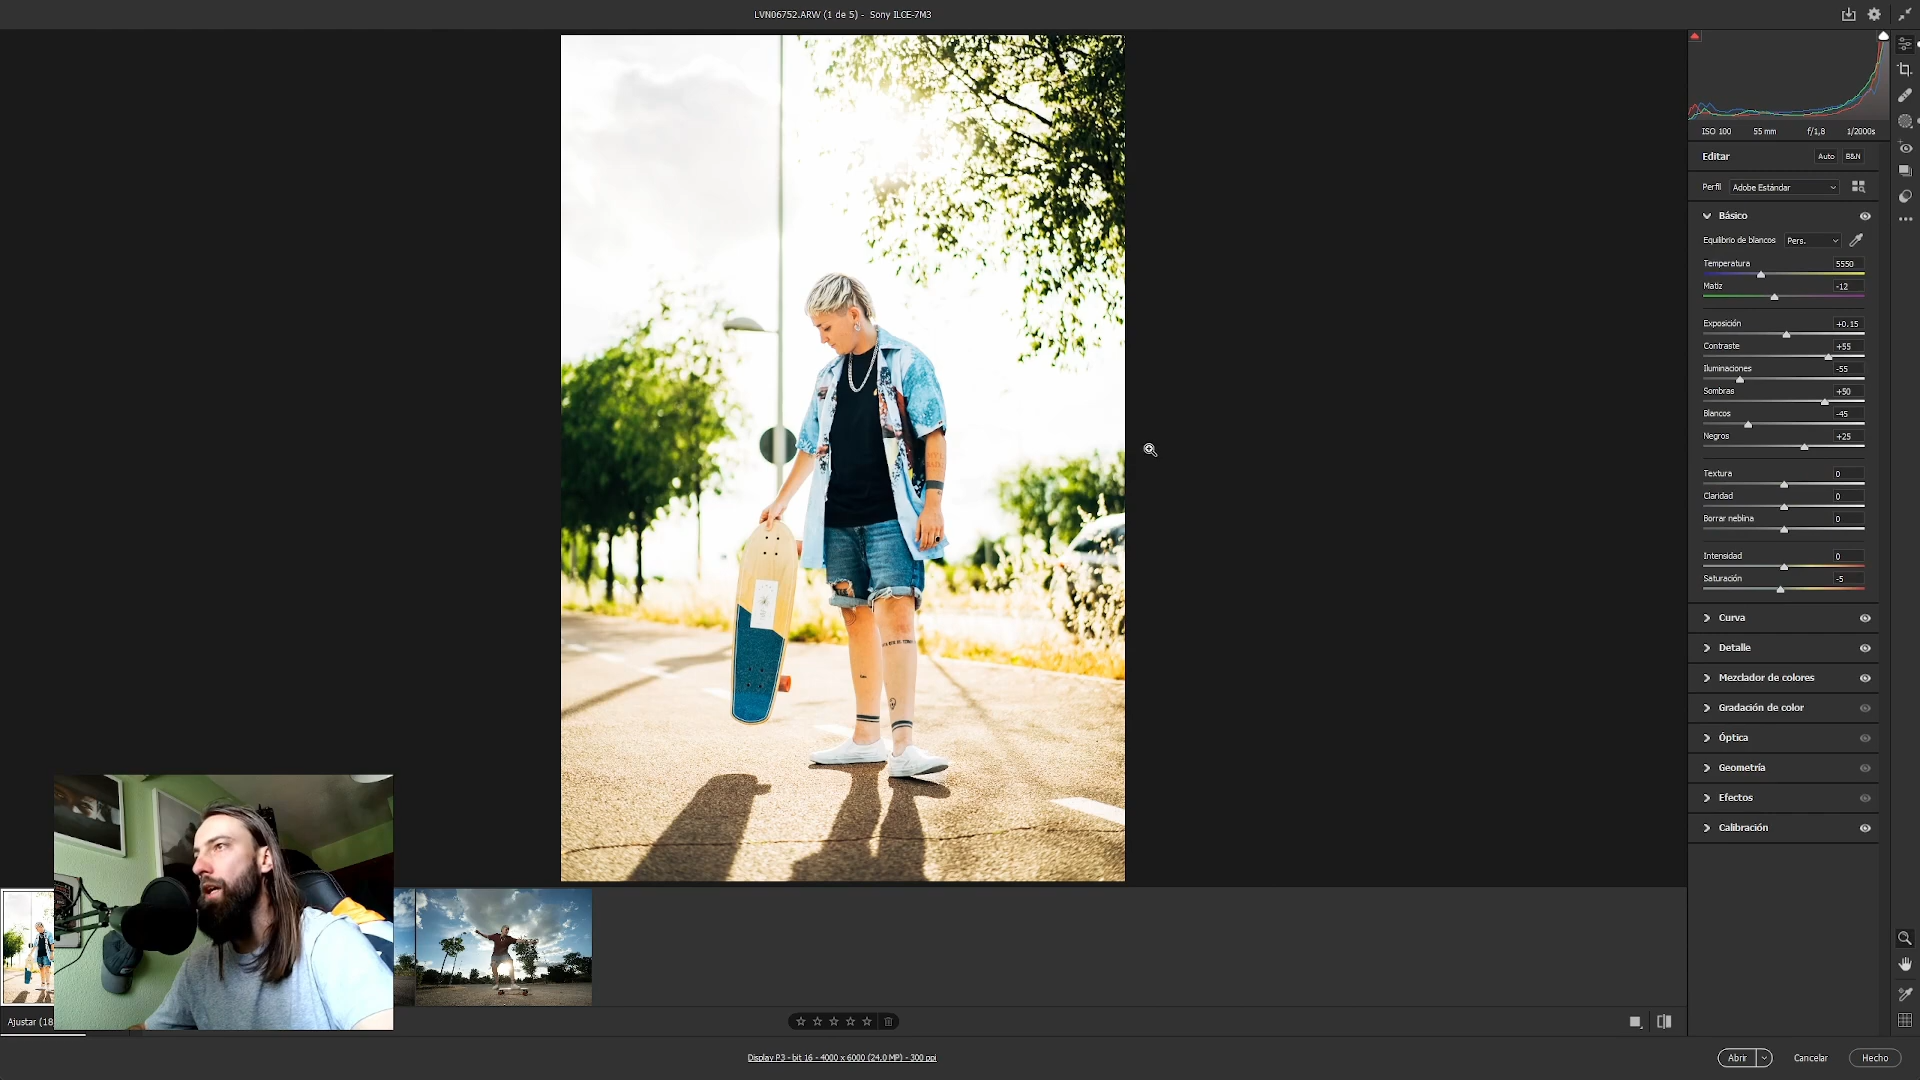 LVN06752.ARW (1 de 5) - Sony ILCE-7M3
ISO 100 55 mm f/1,8 1/2000s
Editar Auto B&N
Perfil Adobe Estándar
Básico
Equilibrio de blancos Pers.
Temperatura 5550
Matiz -12
Exposición +0.15
Contraste +55
Iluminaciones -55
Sombras +50
Blancos -45
Negros +25
Textura 0
Claridad 0
Borrar neblina 0
Intensidad 0
Saturación -5
Curva
Detalle
Mezclador de colores
Gradación de color
Óptica
Geometría
Efectos
Calibración
Ajustar (18
Display P3 - bit 16 - 4000 x 6000 (24.0 MP) - 300 ppi
Abrir Cancelar Hecho